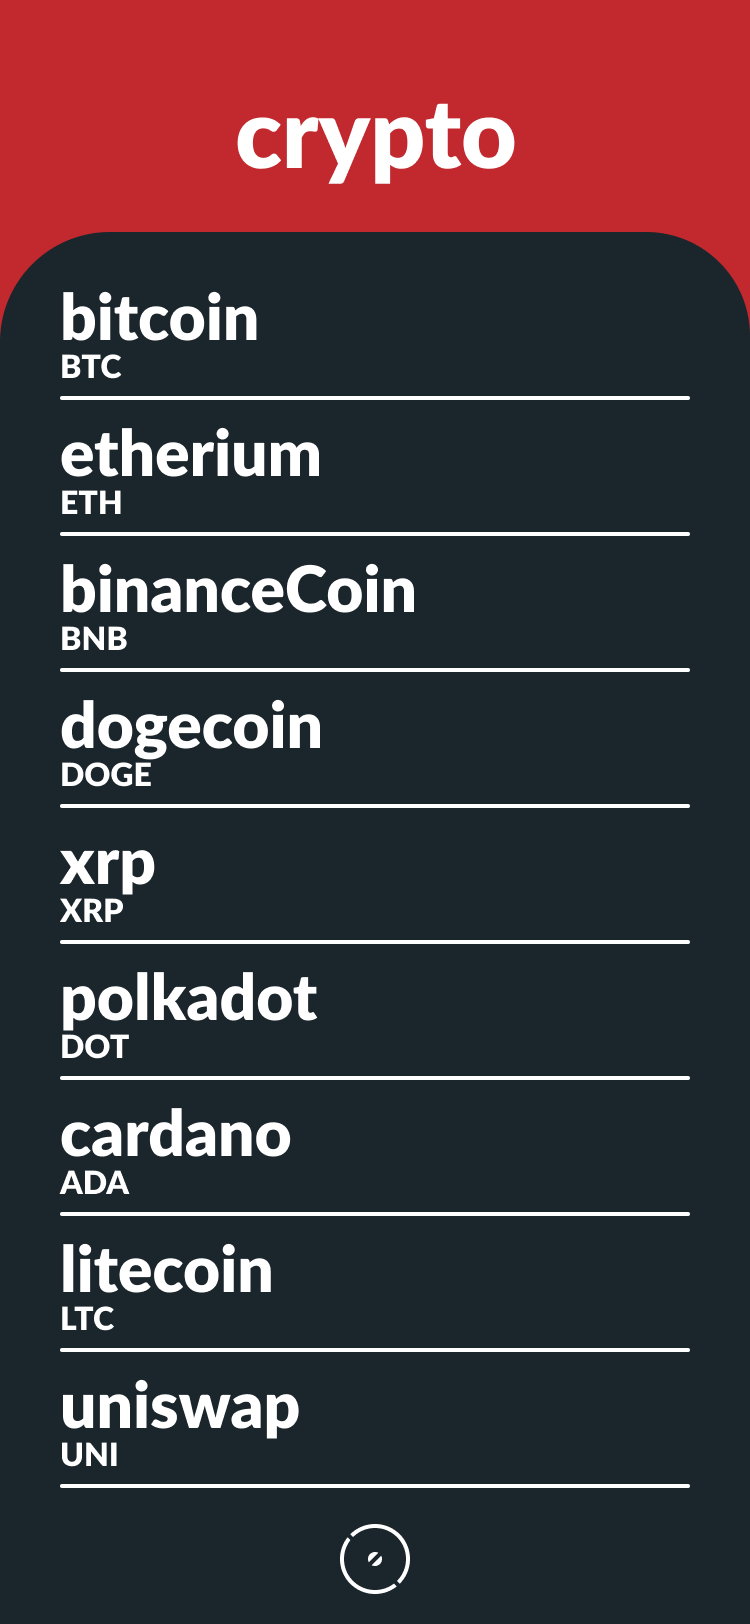 crypto
bitcoin
BTC
etherium
ETH
binanceCoin
BNB
dogecoin
DOGE
xrp
XRP
polkadot
DOT
cardano
ADA
litecoin
LTC
uniswap
UNI